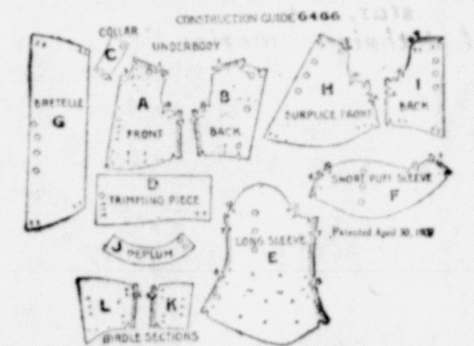 CONSTRUCTION GUIDE 6466
COLLAR
C
UNDERBODY
BRETELLE
G
A
FRONT
B
BACK
H
SURPLICE FRONT
I
BACK
D
TRIMMING PIECE
J
PEPLUM
LONG SLEEVE
E
SHORT PUFF SLEEVE
F
Patented April 30, 
L
K
GIRDLE SECTIONS